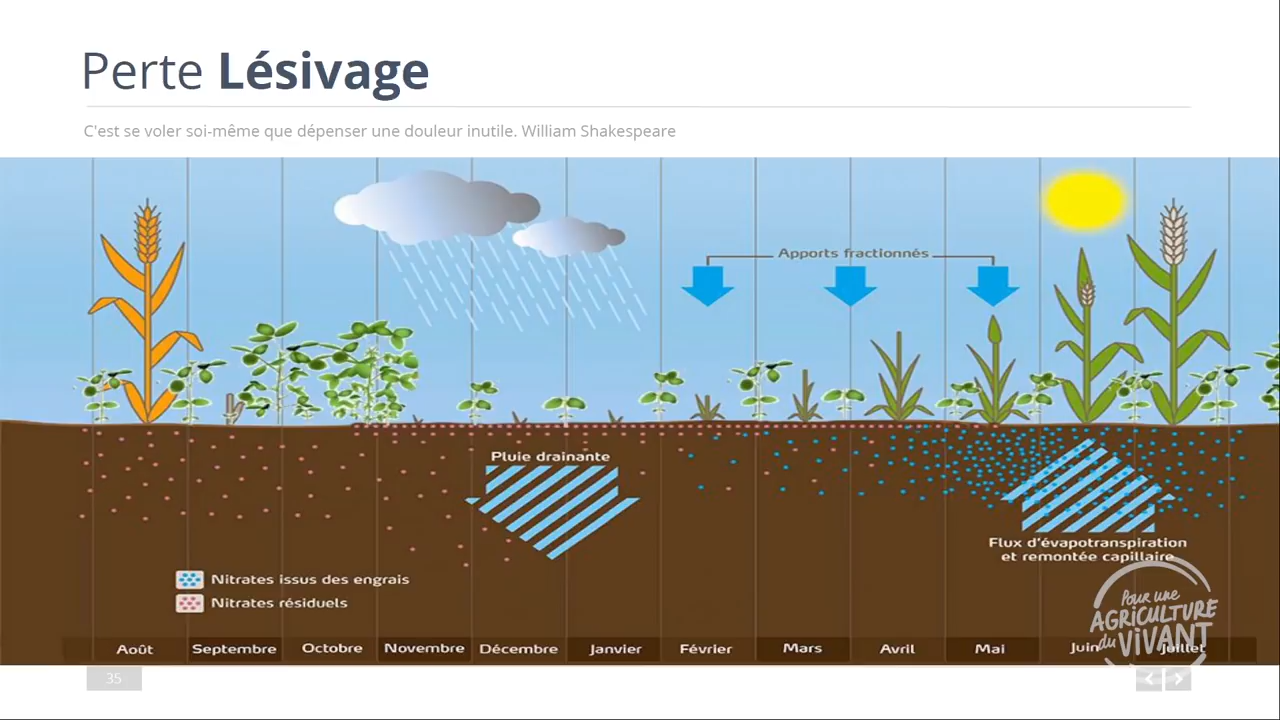 Perte Lésivage
C'est se voler soi-même que dépenser une douleur inutile. William Shakespeare
Apports fractionnés
Pluie drainante
Flux d'évapotranspiration
et remontée capillaire
Nitrates issus des engrais
Nitrates résiduels
Août Septembre Octobre Novembre Décembre Janvier Février Mars Avril Mai Juin Juillet
Pour une
AGRICULTURE
du VIVANT
35